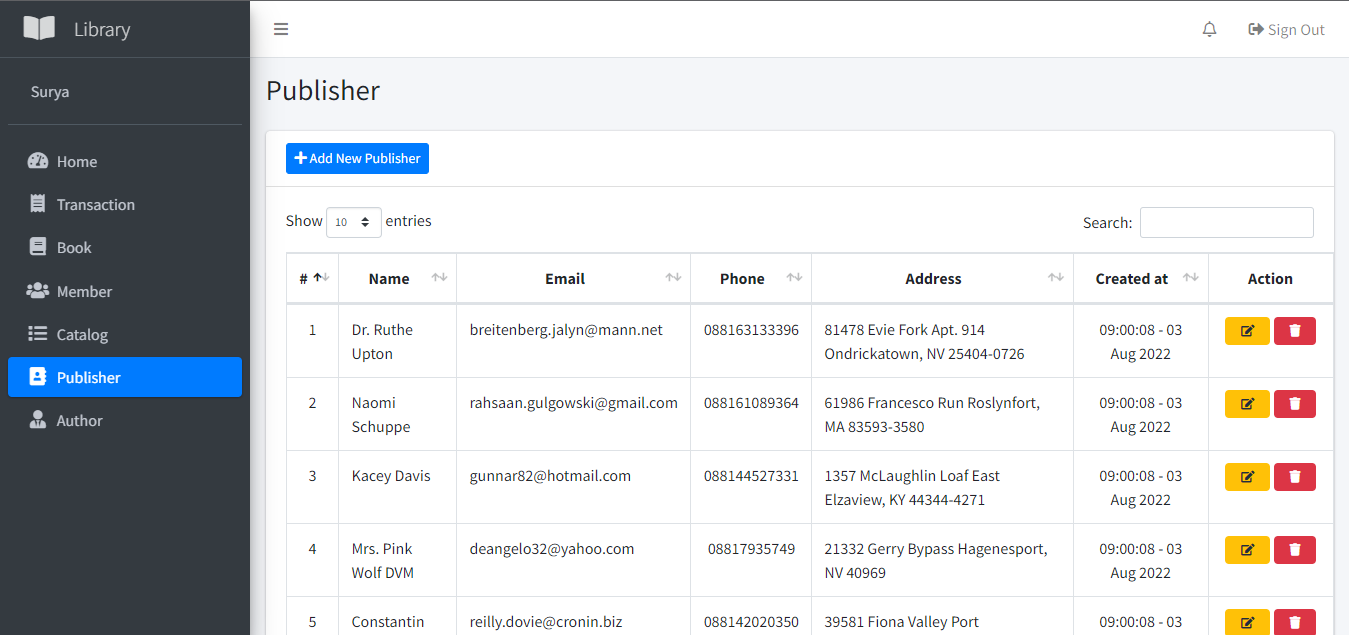 Library
Sign Out
Surya
Publisher
Home
Add New Publisher
Transaction
Show 10 entries
Search:
Book
# Name Email Phone Address Created at Action
Member
Catalog
Publisher
Author
1 Dr. Ruthe breitenberg.jalyn@mann.net 088163133396 81478 Evie Fork Apt. 914 09:00:08 - 03
Upton Ondrickatown, NV 25404-0726 Aug 2022
2 Naomi rahsaan.gulgowski@gmail.com 088161089364 61986 Francesco Run Roslynfort, 09:00:08 - 03
Schuppe MA 83593-3580 Aug 2022
3 Kacey Davis gunnar82@hotmail.com 088144527331 1357 McLaughlin Loaf East 09:00:08 - 03
Elzaview, KY 44344-4271 Aug 2022
4 Mrs. Pink deangelo32@yahoo.com 08817935749 21332 Gerry Bypass Hagenesport, 09:00:08 - 03
Wolf DVM NV 40969 Aug 2022
5 Constantin reilly.dovie@cronin.biz 088142020350 39581 Fiona Valley Port 09:00:08 - 03